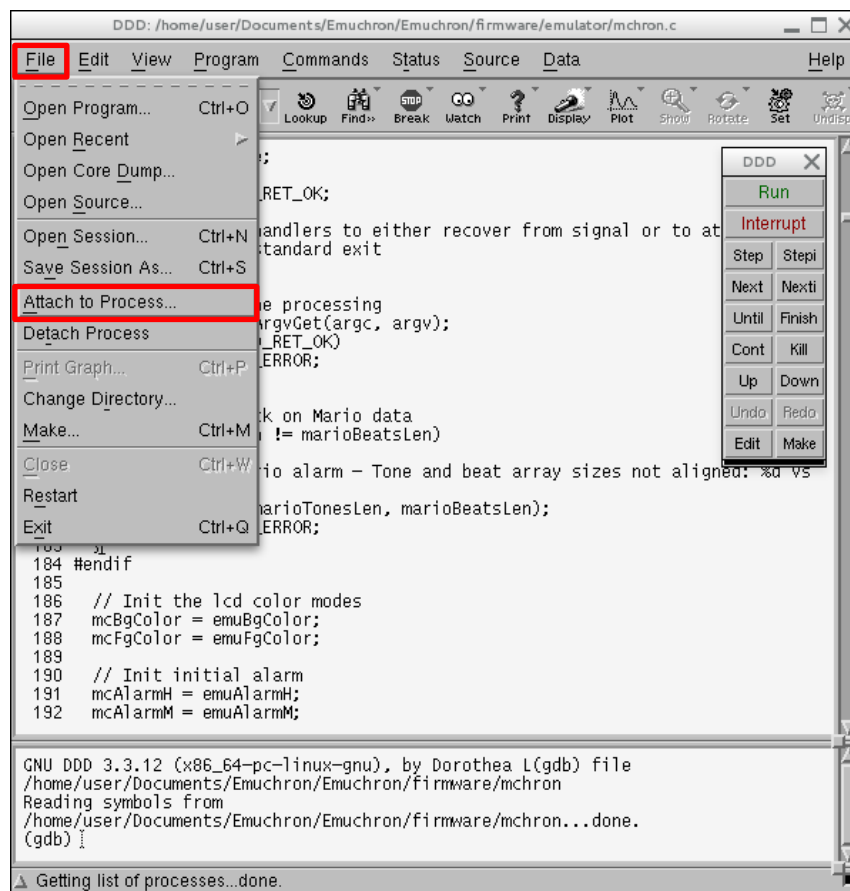 DDD: /home/user/Documents/Emuchron/Emuchron/firmware/emulator/mchron.c
File Edit View Program Commands Status Source Data Help
Lookup Find» Break Watch Print Display Plot Show Rotate Set Undisp
Open Program... Ctrl+O
Open Recent
Open Core Dump...
Open Source...
Open Session... Ctrl+N
Save Session As... Ctrl+S
Attach to Process...
Detach Process
Print Graph... Ctrl+P
Change Directory...
Make... Ctrl+M
Close Ctrl+W
Restart
Exit Ctrl+Q
;
_RET_OK;
andlers to either recover from signal or to at
standard exit
e processing
ArgvGet(argc, argv);
_RET_OK)
_ERROR;
k on Mario data
!= marioBeatsLen)
io alarm – Tone and beat array sizes not aligned: %d vs
marioTonesLen, marioBeatsLen);
_ERROR;
183 }
184 #endif
185
186 // Init the lcd color modes
187 mcBgColor = emuBgColor;
188 mcFgColor = emuFgColor;
189
190 // Init initial alarm
191 mcAlarmH = emuAlarmH;
192 mcAlarmM = emuAlarmM;
DDD
Run
Interrupt
Step Stepi
Next Nexti
Until Finish
Cont Kill
Up Down
Undo Redo
Edit Make
GNU DDD 3.3.12 (x86_64-pc-linux-gnu), by Dorothea L(gdb) file
/home/user/Documents/Emuchron/Emuchron/firmware/mchron
Reading symbols from
/home/user/Documents/Emuchron/Emuchron/firmware/mchron...done.
(gdb)
Getting list of processes...done.